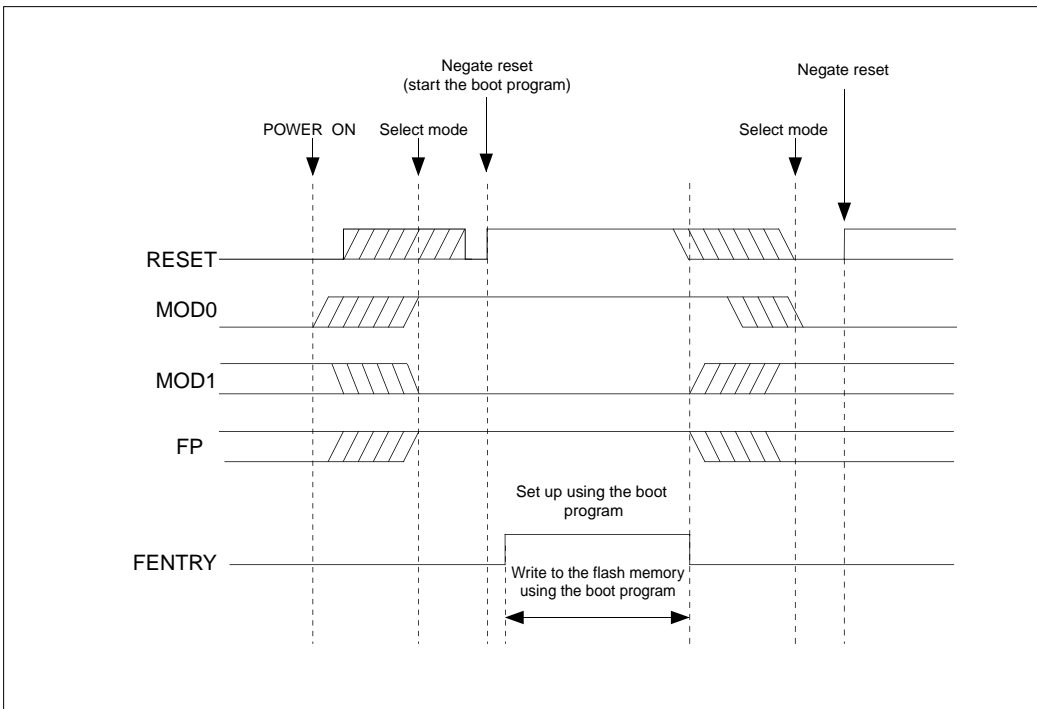 Negate reset
(start the boot program)
Negate reset
POWER ON
Select mode
Select mode
RESET
MOD0
MOD1
FP
Set up using the boot
program
FENTRY
Write to the flash memory
using the boot program